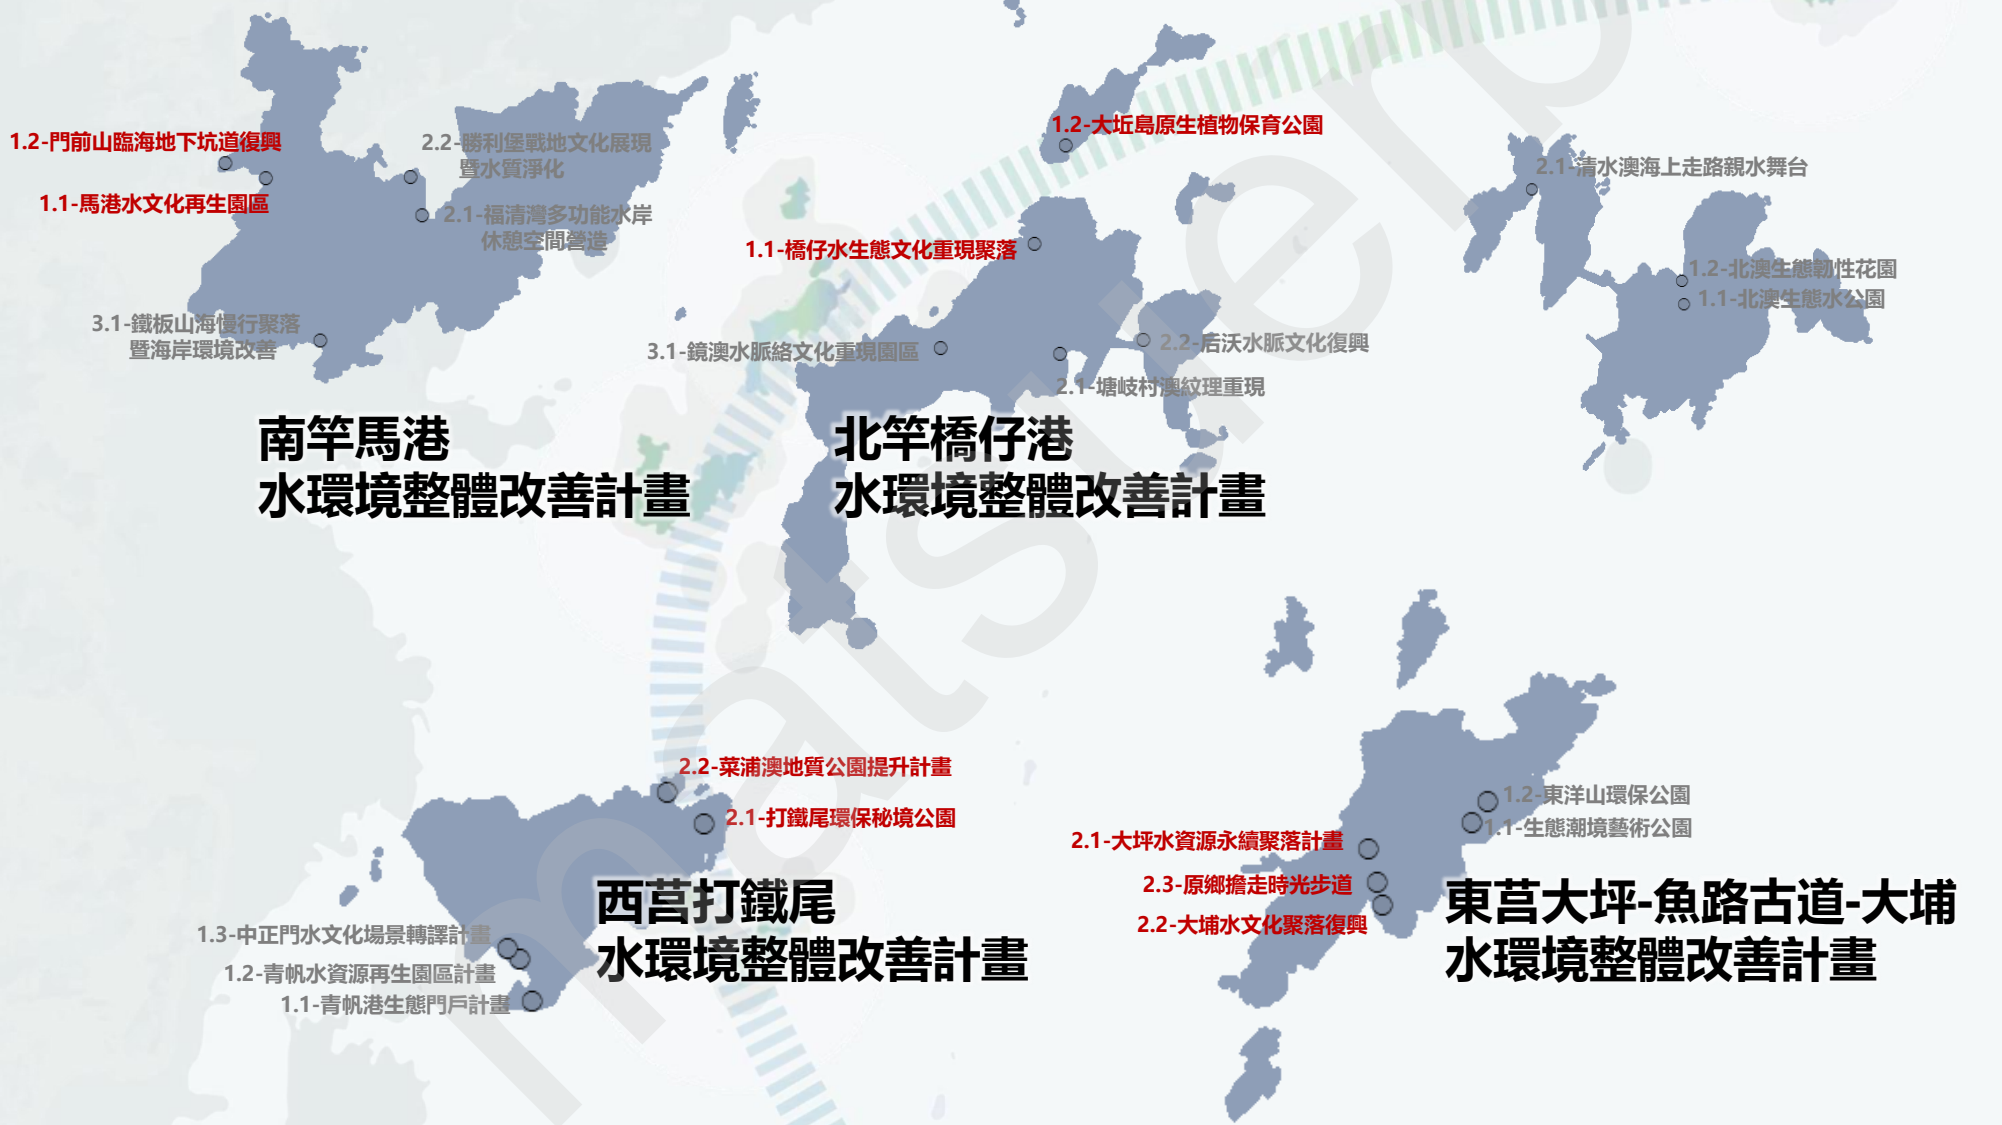 1.2-門前山臨海地下坑道復興
1.1-馬港水文化再生園區
2.2-勝利堡戰地文化展現
暨水質淨化
2.1-福清灣多功能水岸
休憩空間營造
3.1-鐵板山海慢行聚落
暨海岸環境改善
南竿馬港
水環境整體改善計畫
1.2-大坵島原生植物保育公園
1.1-橋仔水生態文化重現聚落
3.1-鏡澳水脈絡文化重現園區
2.2-后沃水脈文化復興
2.1-塘岐村澳紋理重現
北竿橋仔港
水環境整體改善計畫
2.1-清水澳海上走路親水舞台
1.2-北澳生態韌性花園
1.1-北澳生態水公園
2.2-菜浦澳地質公園提升計畫
2.1-打鐵尾環保秘境公園
西莒打鐵尾
水環境整體改善計畫
1.3-中正門水文化場景轉譯計畫
1.2-青帆水資源再生園區計畫
1.1-青帆港生態門戶計畫
1.2-東洋山環保公園
1.1-生態潮境藝術公園
2.1-大坪水資源永續聚落計畫
2.3-原鄉擔走時光步道
2.2-大埔水文化聚落復興
東莒大坪-魚路古道-大埔
水環境整體改善計畫